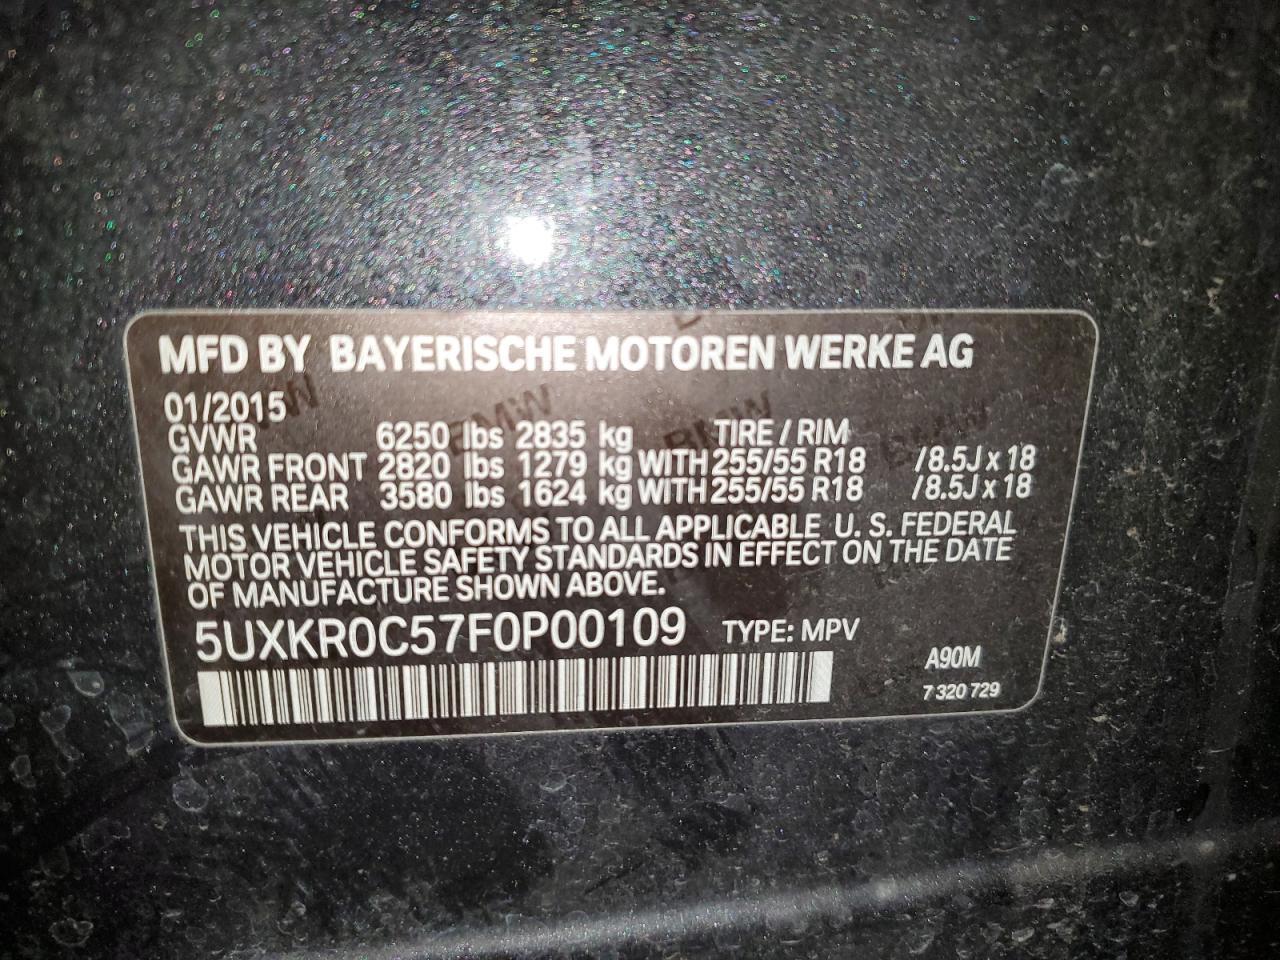 MFD BY BAYERISCHE MOTOREN WERKE AG
01/2015
GVWR 6250 lbs 2835 kg TIRE / RIM
GAWR FRONT 2820 lbs 1279 kg WITH 255/55 R18 /8.5J x 18
GAWR REAR 3580 lbs 1624 kg WITH 255/55 R18 /8.5J x 18
THIS VEHICLE CONFORMS TO ALL APPLICABLE U. S. FEDERAL
MOTOR VEHICLE SAFETY STANDARDS IN EFFECT ON THE DATE
OF MANUFACTURE SHOWN ABOVE.
5UXKR0C57F0P00109 TYPE: MPV
A90M
7 320 729